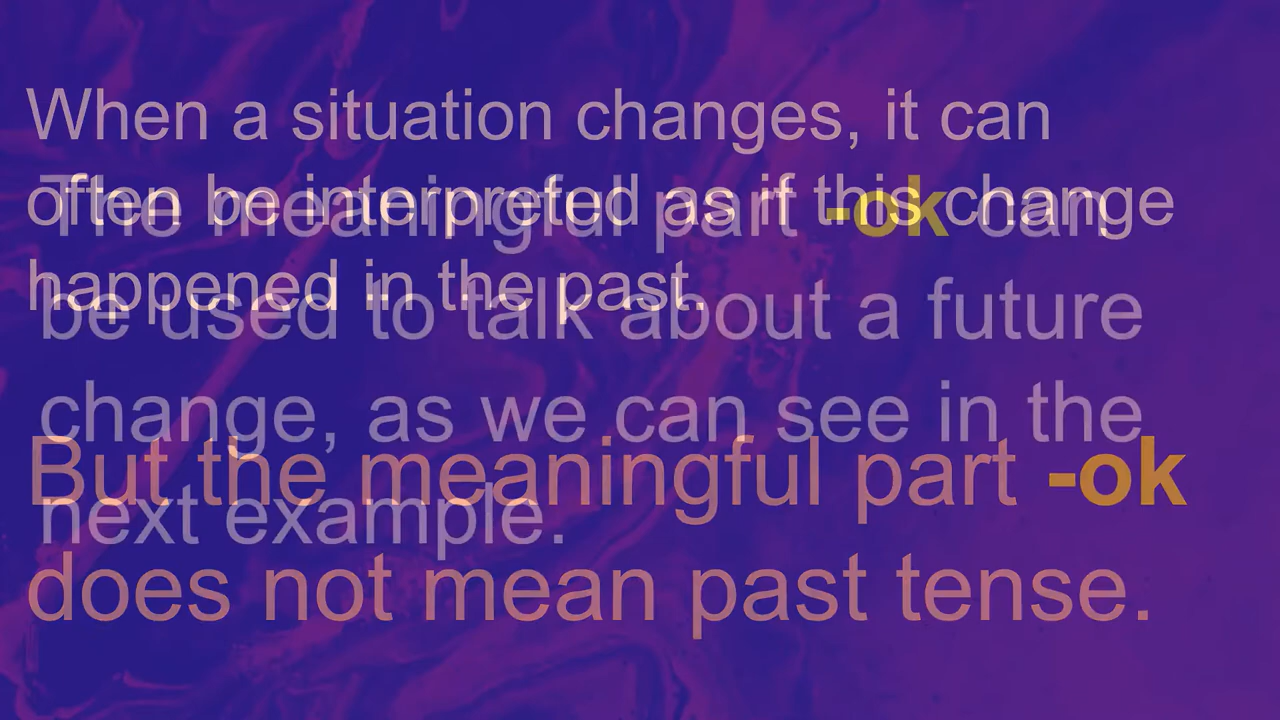 When a situation changes, it can
often be interpreted as if this change
happened in the past.
But the meaningful part -ok
does not mean past tense.
The meaningful part -ok can
be used to talk about a future
change, as we can see in the
next example.